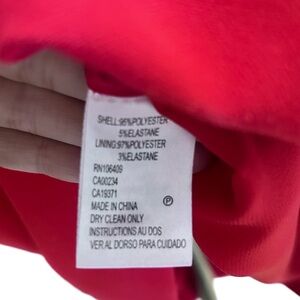 SHELL:95%POLYESTER
5%ELASTANE
LINING:97%POLYESTER
3%ELASTANE
RN106409
CA00234
CA19371
MADE IN CHINA
DRY CLEAN ONLY
INSTRUCTIONS AU DOS
VER AL DORSO PARA CUIDADO
P